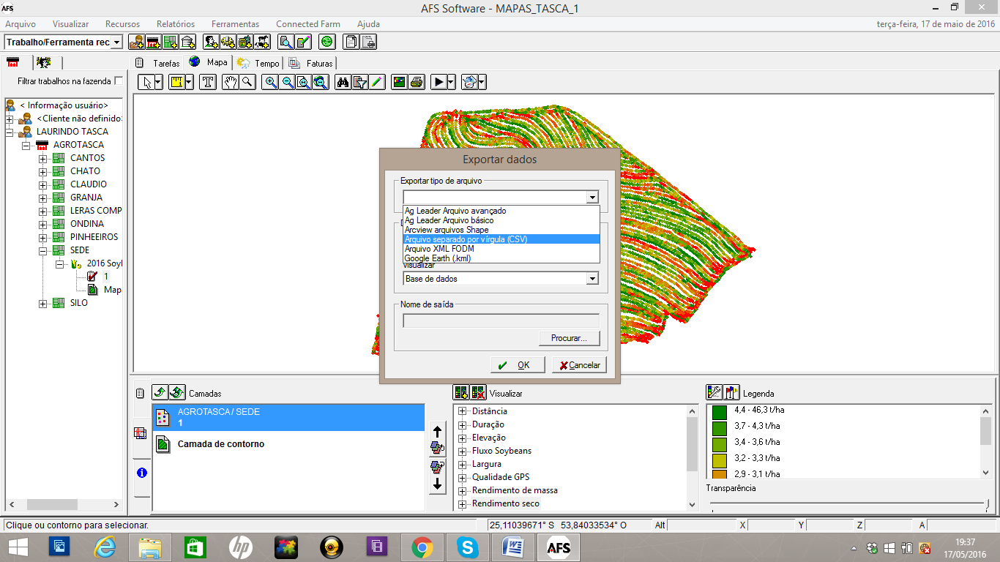 AFS
AFS Software - MAPAS_TASCA_1
Arquivo Visualizar Recursos Relatórios Ferramentas Connected Farm Ajuda
terça-feira, 17 de maio de 2016
Trabalho/Ferramenta rec
Tarefas Mapa Tempo Faturas
Filtrar trabalhos na fazenda
< Informação usuário>
<Cliente não definido>
LAURINDO TASCA
AGROTASCA
CANTOS
CHATO
CLAUDIO
GRANJA
LERAS COMP
ONDINA
PINHEIROS
SEDE
2016 Soyl
1
Map
SILO
Exportar dados
Exportar tipo de arquivo
Ag Leader Arquivo avançado
Ag Leader Arquivo básico
Arcview arquivos Shape
Arquivo separado por vírgula (CSV)
Arquivo XML FODM
Google Earth (.kml)
Visualizar
Base de dados
Nome de saída
Procurar...
OK
Cancelar
Camadas
AGROTASCA / SEDE
1
Camada de contorno
Visualizar
Distância
Duração
Elevação
Fluxo Soybeans
Largura
Qualidade GPS
Rendimento de massa
Rendimento seco
Legenda
4,4 - 46,3 t/ha
3,7 - 4,3 t/ha
3,4 - 3,6 t/ha
3,2 - 3,3 t/ha
2,9 - 3,1 t/ha
Transparência
Clique ou contorno para selecionar.
25,11039671° S 53,84033534° O
Alt
X
Y
Z
A
hp
AFS
19:37
17/05/2016